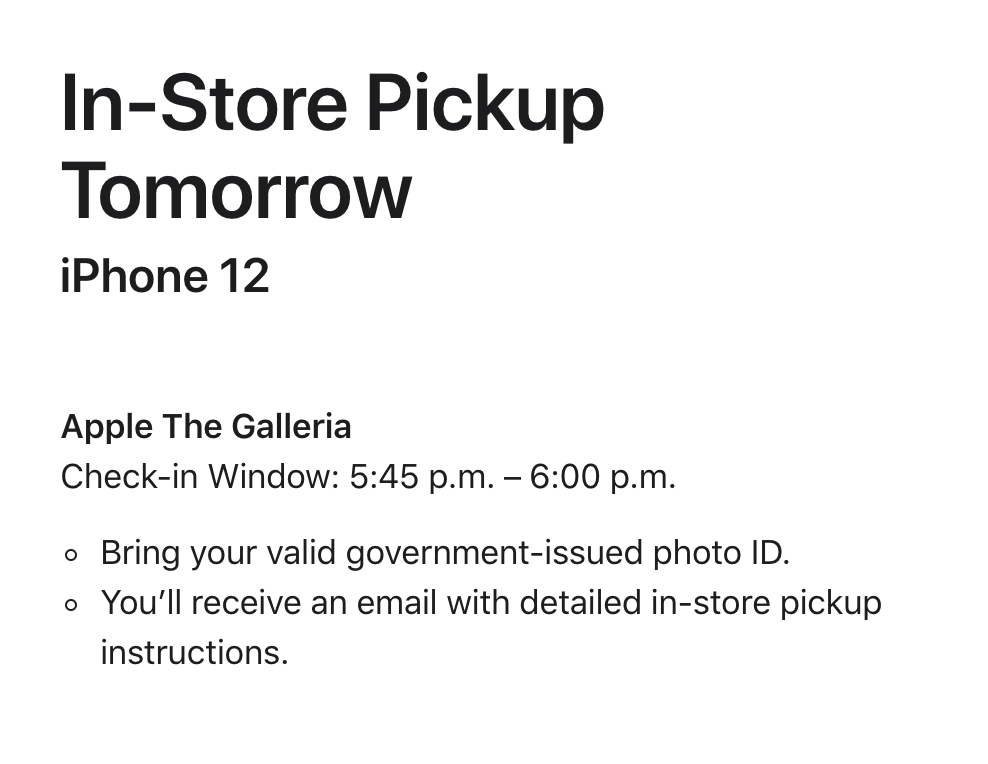 In-Store Pickup
Tomorrow
iPhone 12
Apple The Galleria
Check-in Window: 5:45 p.m. – 6:00 p.m.
Bring your valid government-issued photo ID.
You’ll receive an email with detailed in-store pickup
instructions.